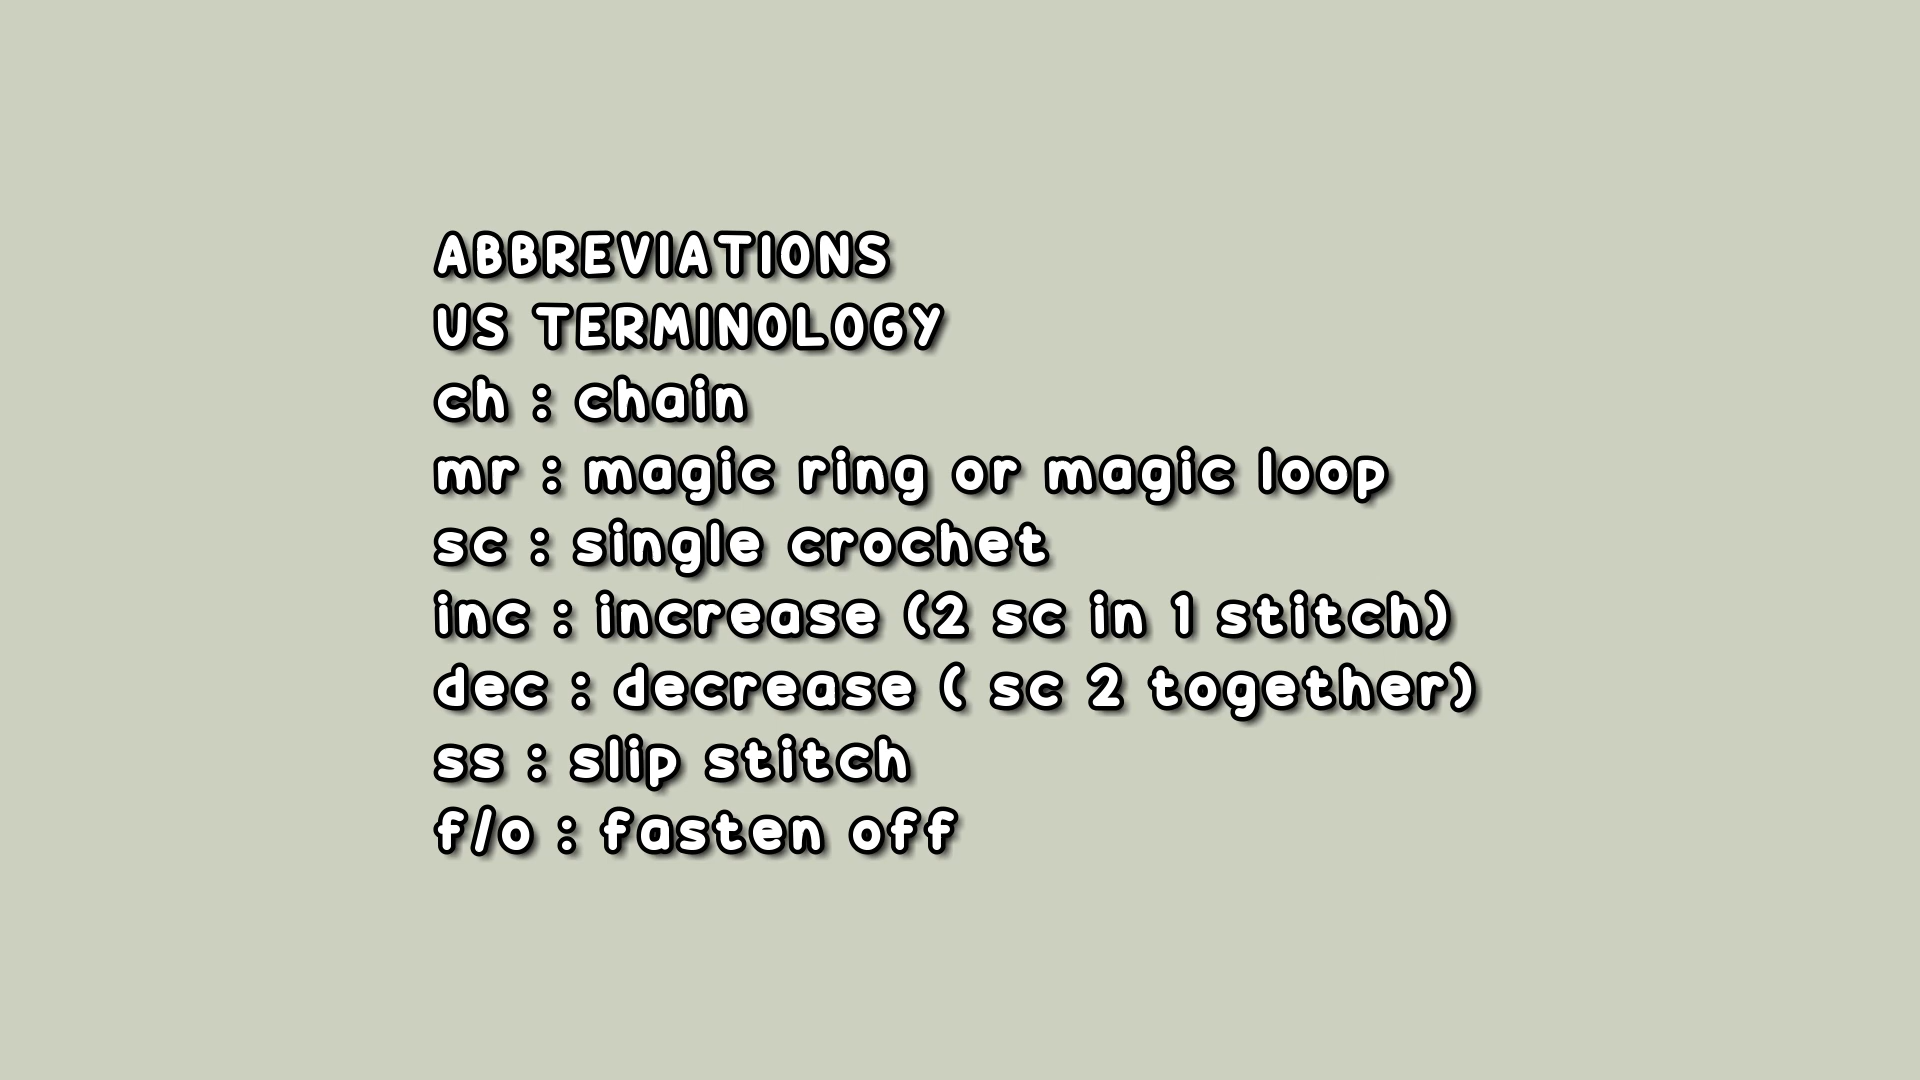 ABBREVIATIONS
US TERMINOLOGY
ch : chain
mr : magic ring or magic loop
sc : single crochet
inc : increase (2 sc in 1 stitch)
dec : decrease ( sc 2 together)
ss : slip stitch
f/o : fasten off